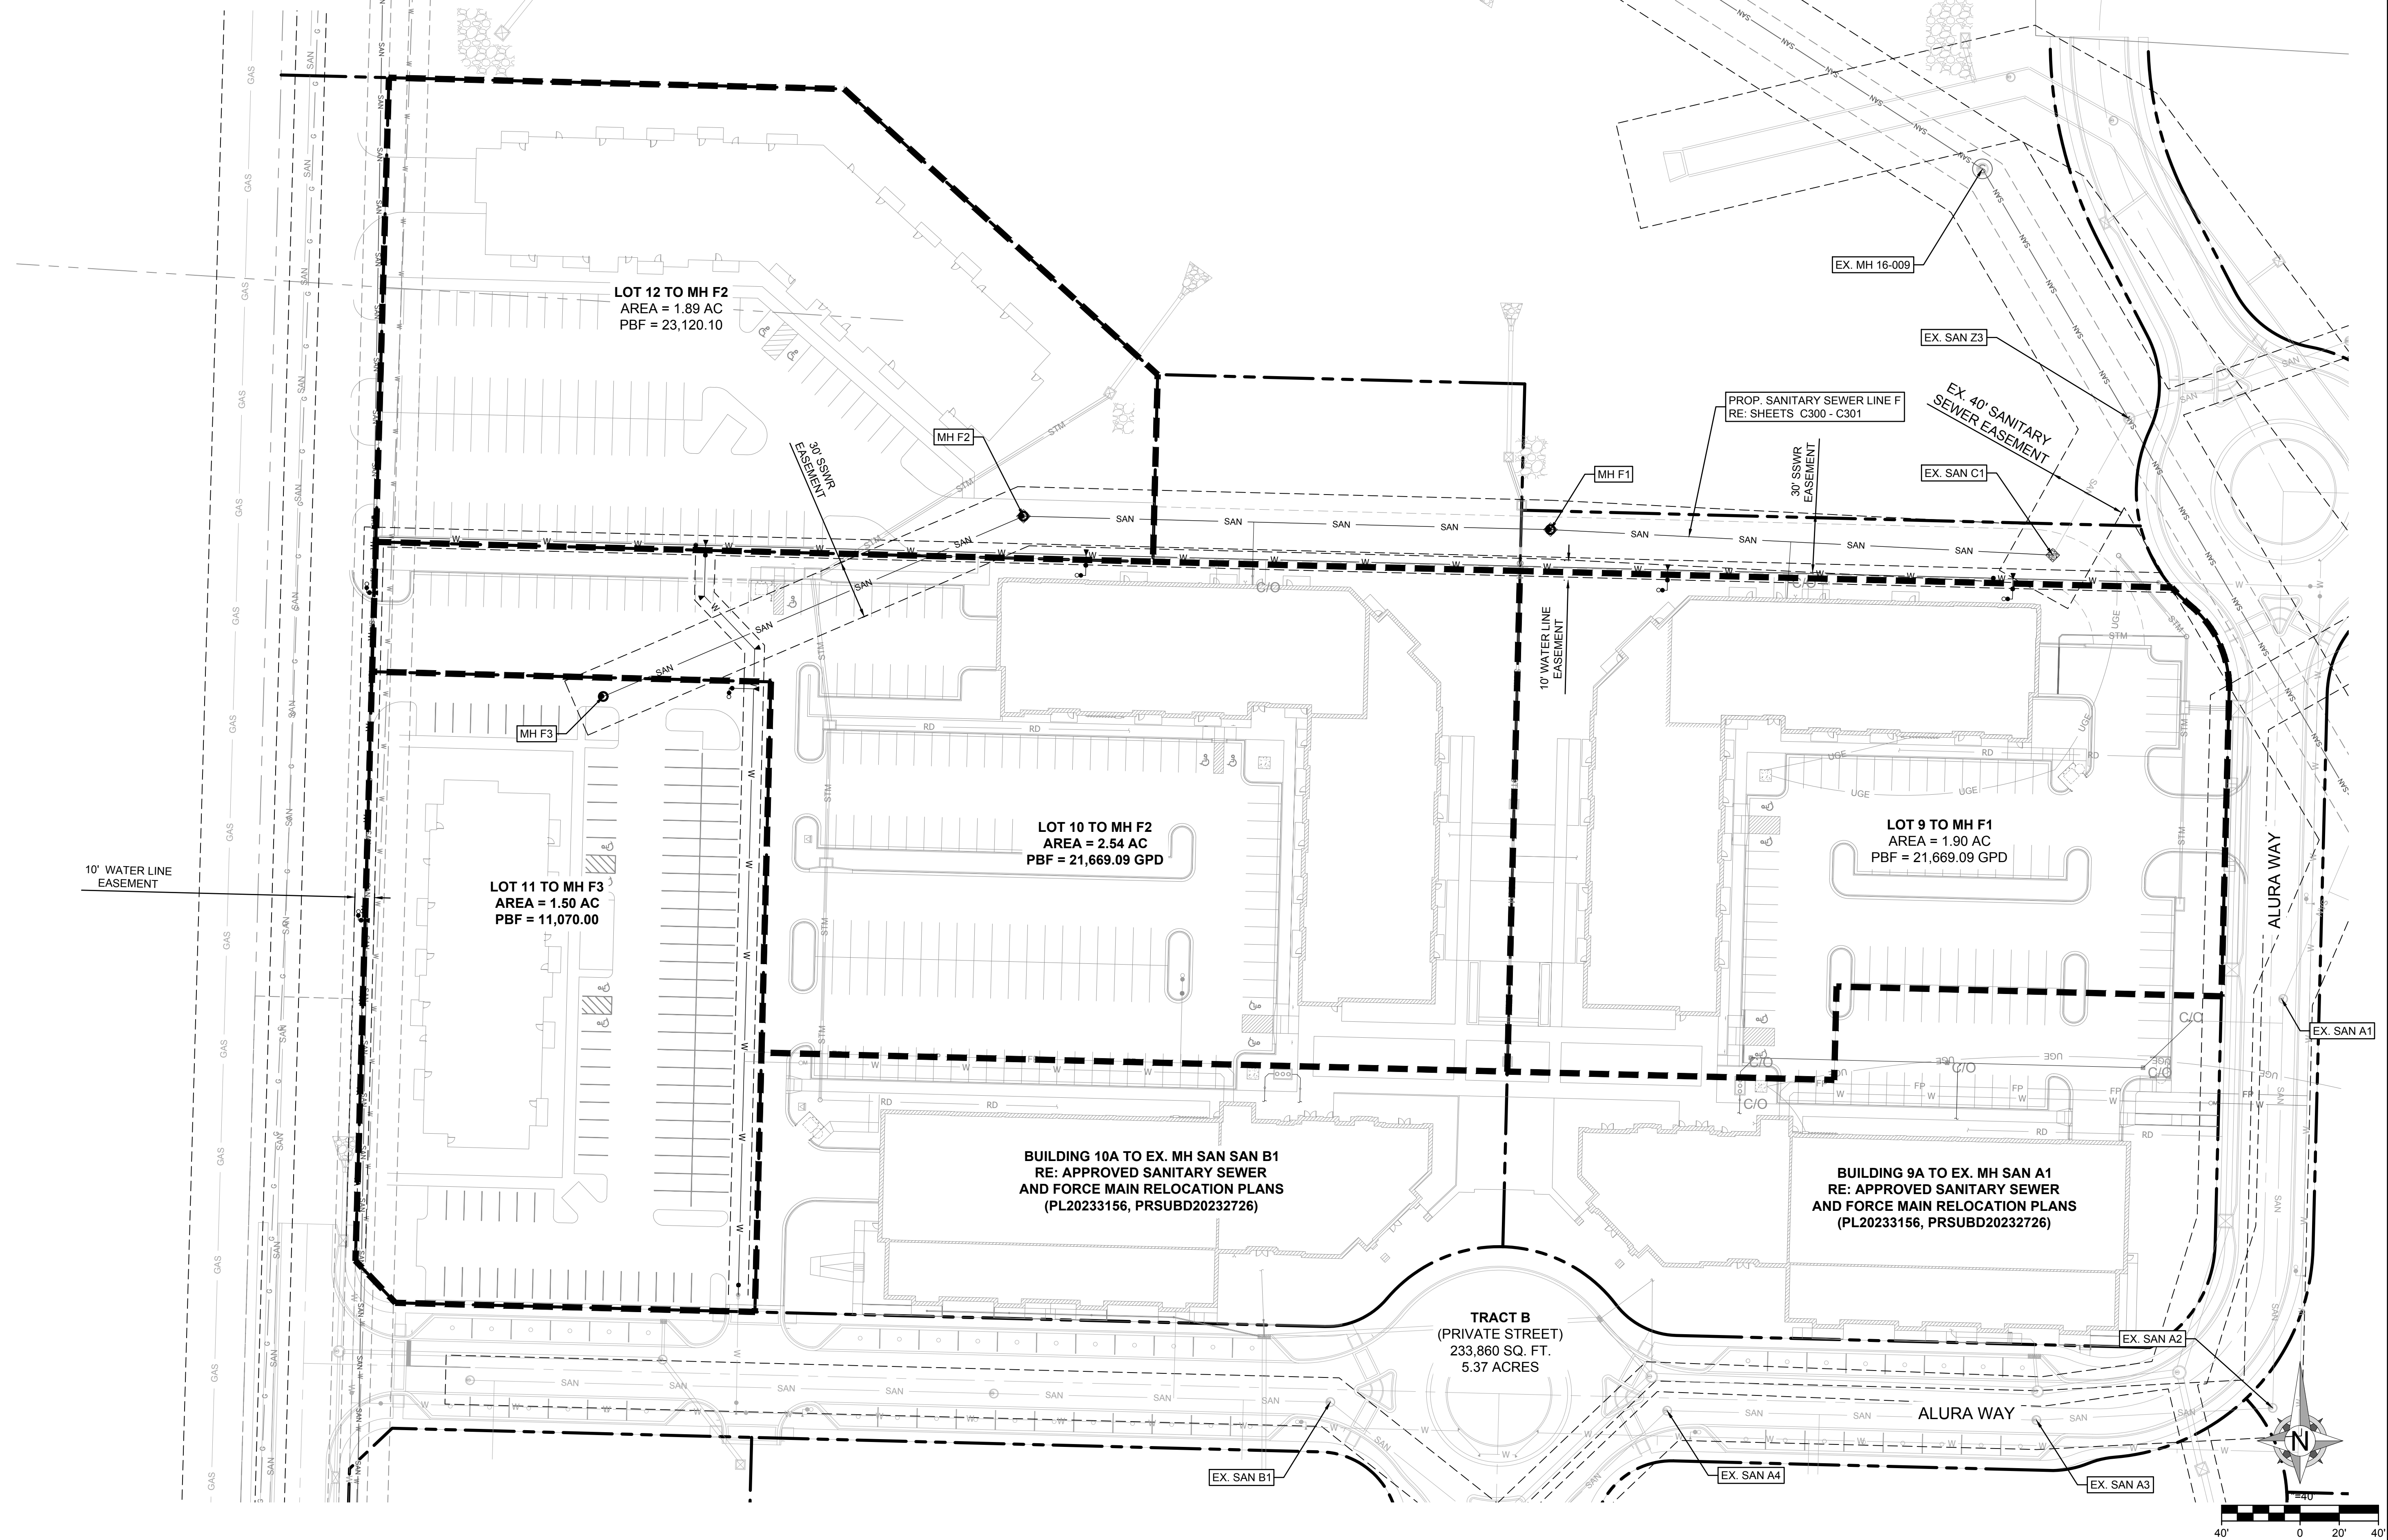 LOT 12 TO MH F2
AREA = 1.89 AC
PBF = 23,120.10
EX. MH 16-009
EX. SAN Z3
EX. 40' SANITARY
SEWER EASEMENT
PROP. SANITARY SEWER LINE F
RE: SHEETS  C300 - C301
MH F2
30' SSWR
EASEMENT
MH F1
30' SSWR
EASEMENT
EX. SAN C1
10' WATER LINE
EASEMENT
MH F3
LOT 10 TO MH F2
AREA = 2.54 AC
PBF = 21,669.09 GPD
LOT 9 TO MH F1
AREA = 1.90 AC
PBF = 21,669.09 GPD
ALURA WAY
10'  WATER LINE
EASEMENT
LOT 11 TO MH F3
AREA = 1.50 AC
PBF = 11,070.00
EX. SAN A1
BUILDING 10A TO EX. MH SAN SAN B1
RE: APPROVED SANITARY SEWER
AND FORCE MAIN RELOCATION PLANS
(PL20233156, PRSUBD20232726)
BUILDING 9A TO EX. MH SAN A1
RE: APPROVED SANITARY SEWER
AND FORCE MAIN RELOCATION PLANS
(PL20233156, PRSUBD20232726)
TRACT B
(PRIVATE STREET)
233,860 SQ. FT.
5.37 ACRES
EX. SAN A2
ALURA WAY
EX. SAN B1
EX. SAN A4
EX. SAN A3
N
40'
0
20'
40'
GAS
SAN
STM
W
RD
UGE
C/O
FP
G